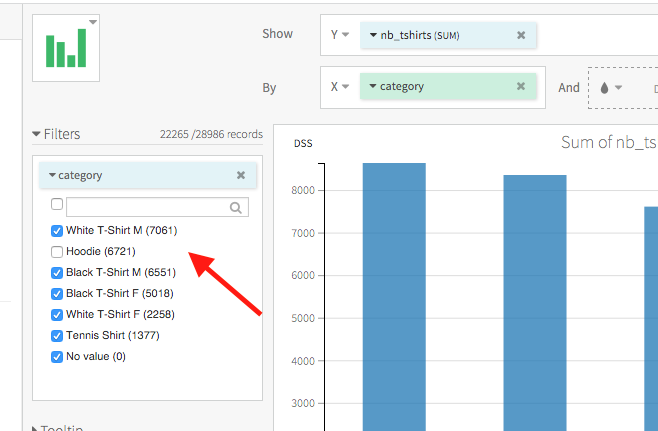 Show Y nb_tshirts (SUM)
By X category And
Filters 22265 /28986 records
category
White T-Shirt M (7061)
Hoodie (6721)
Black T-Shirt M (6551)
Black T-Shirt F (5018)
White T-Shirt F (2258)
Tennis Shirt (1377)
No value (0)
Tooltip
DSS Sum of nb_ts
8000
7000
6000
5000
4000
3000